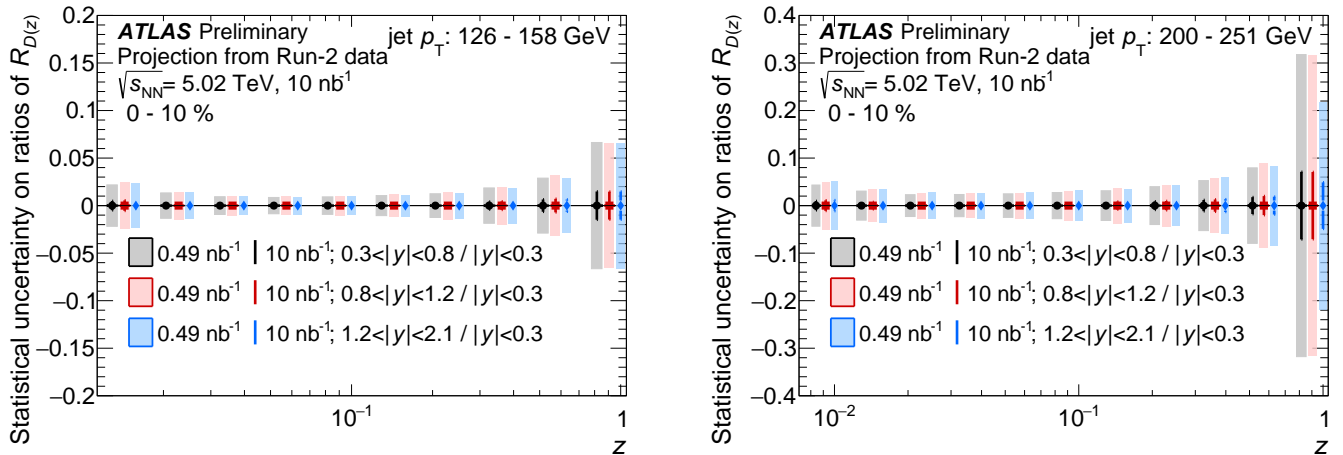 Statistical uncertainty on ratios of R_D(z)
0.2
0.15
0.1
0.05
0
−0.05
−0.1
−0.15
−0.2
ATLAS Preliminary
jet p_T: 126 - 158 GeV
Projection from Run-2 data
√s_NN = 5.02 TeV, 10 nb⁻¹
0 - 10 %
0.49 nb⁻¹ 10 nb⁻¹; 0.3<|y|<0.8 / |y|<0.3
0.49 nb⁻¹ 10 nb⁻¹; 0.8<|y|<1.2 / |y|<0.3
0.49 nb⁻¹ 10 nb⁻¹; 1.2<|y|<2.1 / |y|<0.3
10⁻¹ 1
z
Statistical uncertainty on ratios of R_D(z)
0.4
0.3
0.2
0.1
0
−0.1
−0.2
−0.3
−0.4
ATLAS Preliminary
jet p_T: 200 - 251 GeV
Projection from Run-2 data
√s_NN = 5.02 TeV, 10 nb⁻¹
0 - 10 %
0.49 nb⁻¹ 10 nb⁻¹; 0.3<|y|<0.8 / |y|<0.3
0.49 nb⁻¹ 10 nb⁻¹; 0.8<|y|<1.2 / |y|<0.3
0.49 nb⁻¹ 10 nb⁻¹; 1.2<|y|<2.1 / |y|<0.3
10⁻² 10⁻¹ 1
z